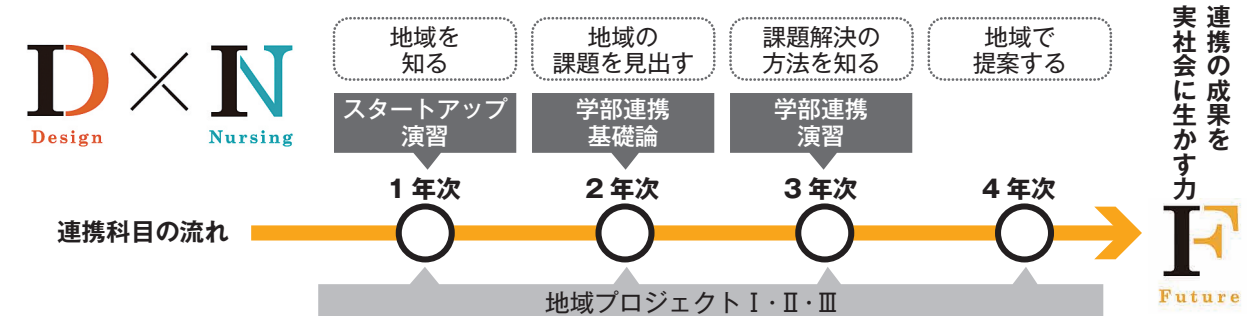 D×N
Design
Nursing
地域を
知る
地域の
課題を見出す
課題解決の
方法を知る
地域で
提案する
スタートアップ
演習
学部連携
基礎論
学部連携
演習
1年次
2年次
3年次
4年次
連携科目の流れ
地域プロジェクトⅠ・Ⅱ・Ⅲ
連携の成果を
実社会に生かす力
F
Future